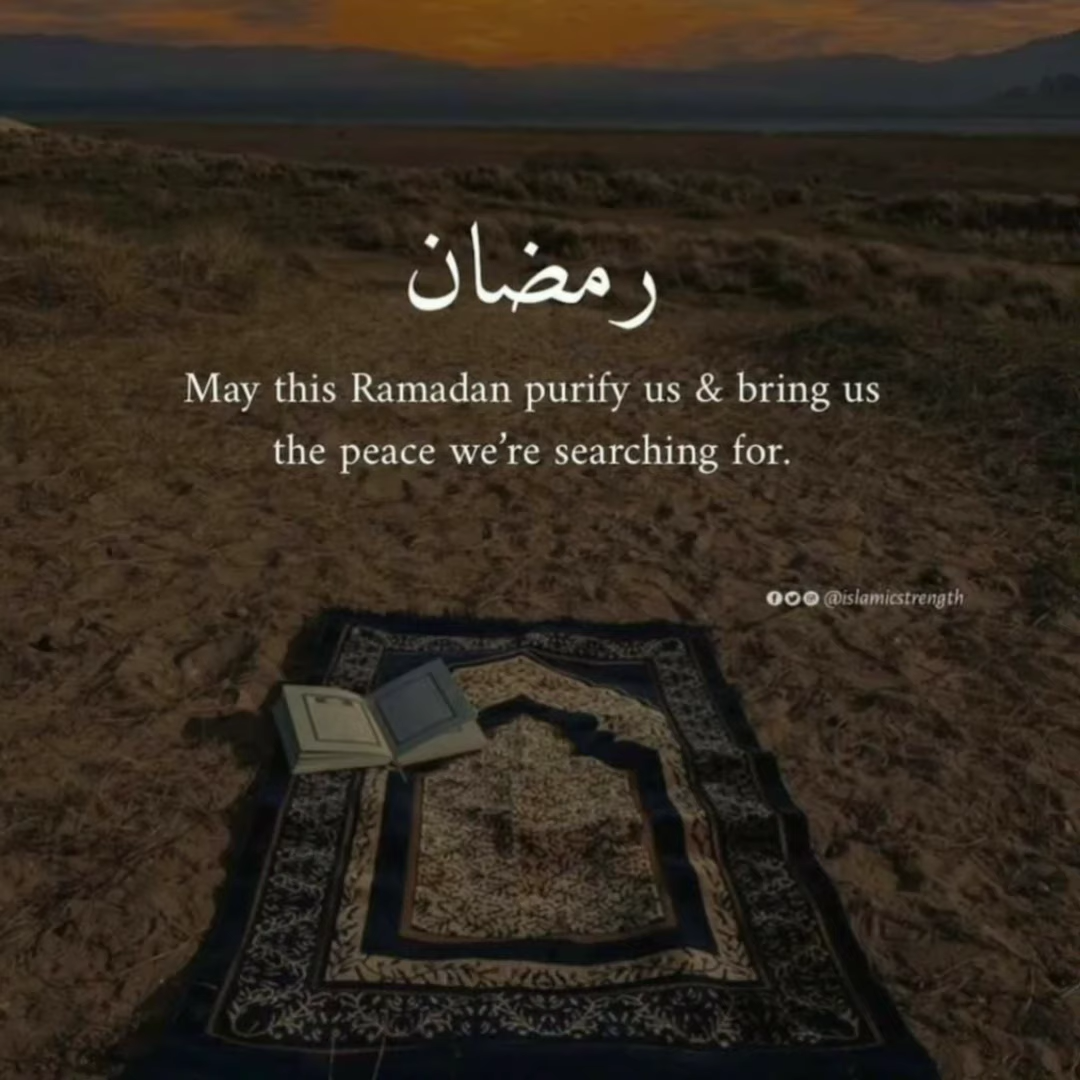 رمضان
May this Ramadan purify us & bring us
the peace we're searching for.
@islamicstrength